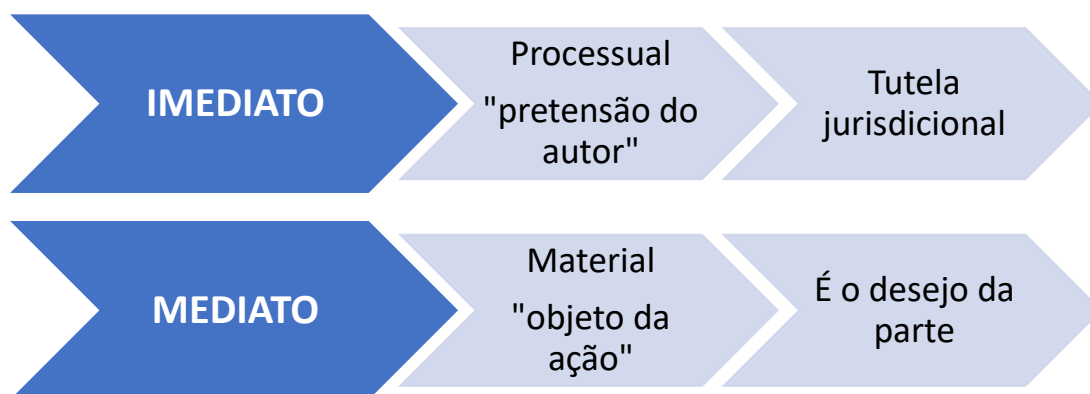 IMEDIATO
Processual
"pretensão do
autor"
Tutela
jurisdicional
MEDIATO
Material
"objeto da
ação"
É o desejo da
parte